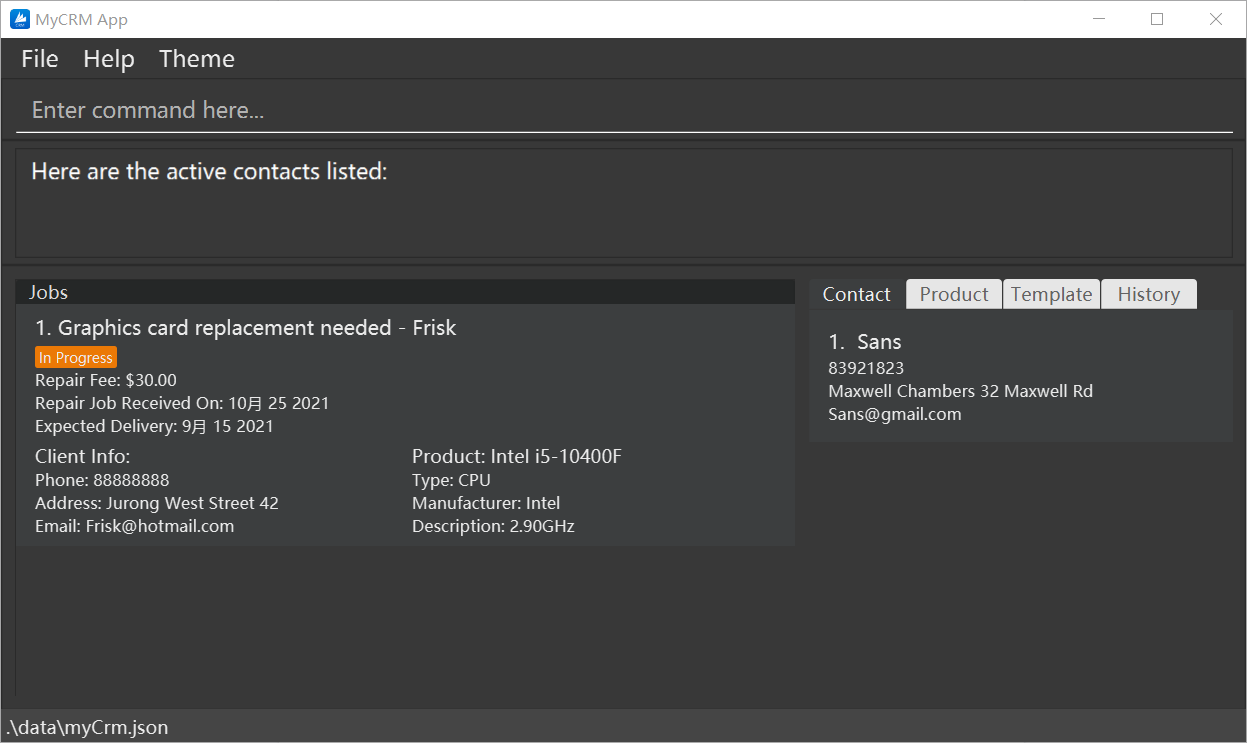 MyCRM App
File Help Theme
Enter command here...
Here are the active contacts listed:
Jobs
1. Graphics card replacement needed - Frisk
In Progress
Repair Fee: $30.00
Repair Job Received On: 10月 25 2021
Expected Delivery: 9月 15 2021
Client Info:
Phone: 88888888
Address: Jurong West Street 42
Email: Frisk@hotmail.com
Product: Intel i5-10400F
Type: CPU
Manufacturer: Intel
Description: 2.90GHz
Contact Product Template History
1. Sans
83921823
Maxwell Chambers 32 Maxwell Rd
Sans@gmail.com
.\data\myCrm.json